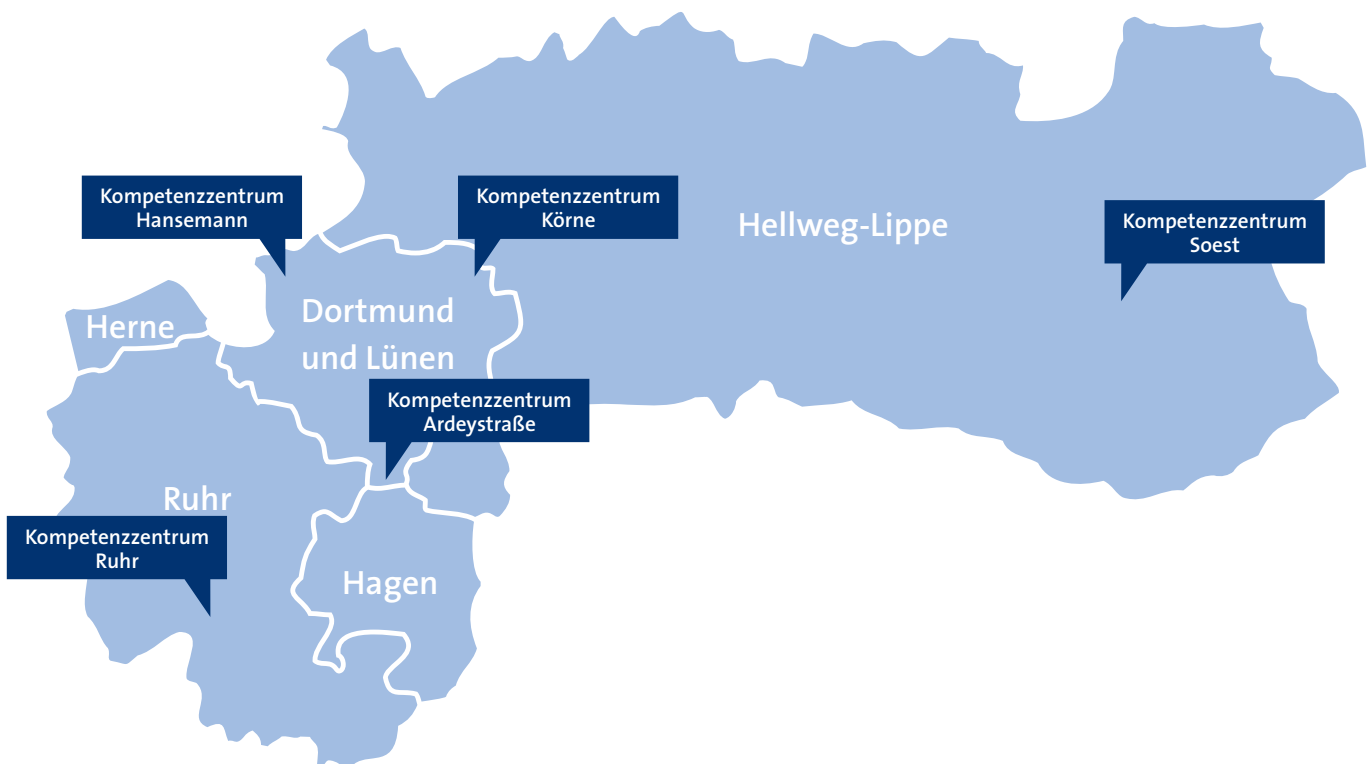 Kompetenzzentrum
Hansemann
Kompetenzzentrum
Körne
Hellweg-Lippe
Kompetenzzentrum
Soest
Herne
Dortmund
und Lünen
Kompetenzzentrum
Ardeystraße
Ruhr
Kompetenzzentrum
Ruhr
Hagen